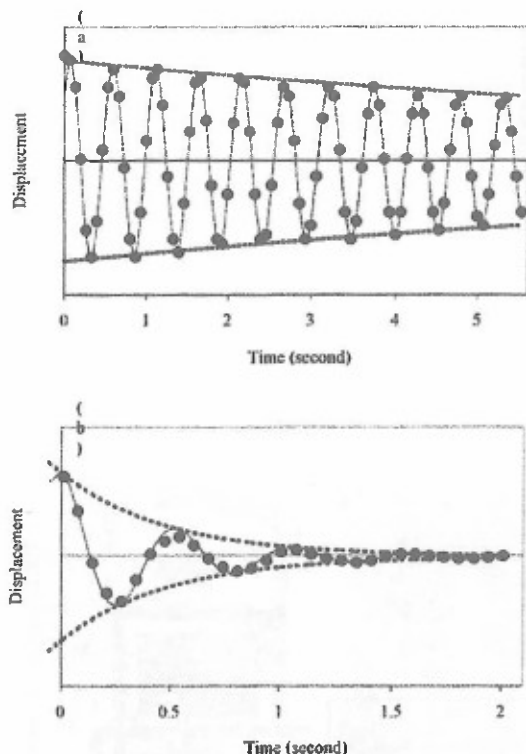 (a)
Displacement
0 1 2 3 4 5
Time (second)
(b)
Displacement
0 0.5 1 1.5 2
Time (second)